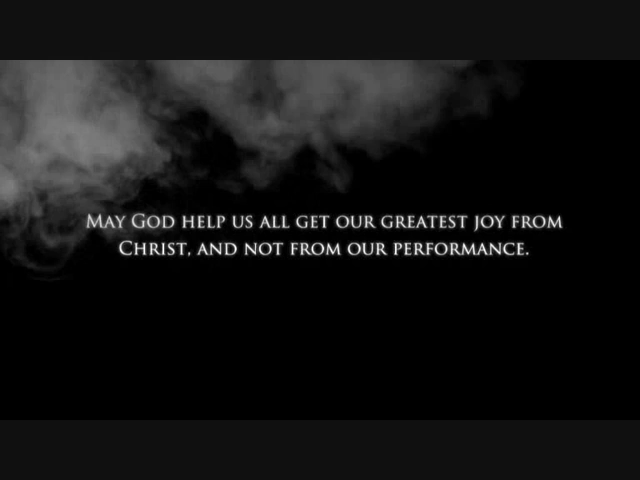 May God help us all get our greatest joy from
Christ, and not from our performance.